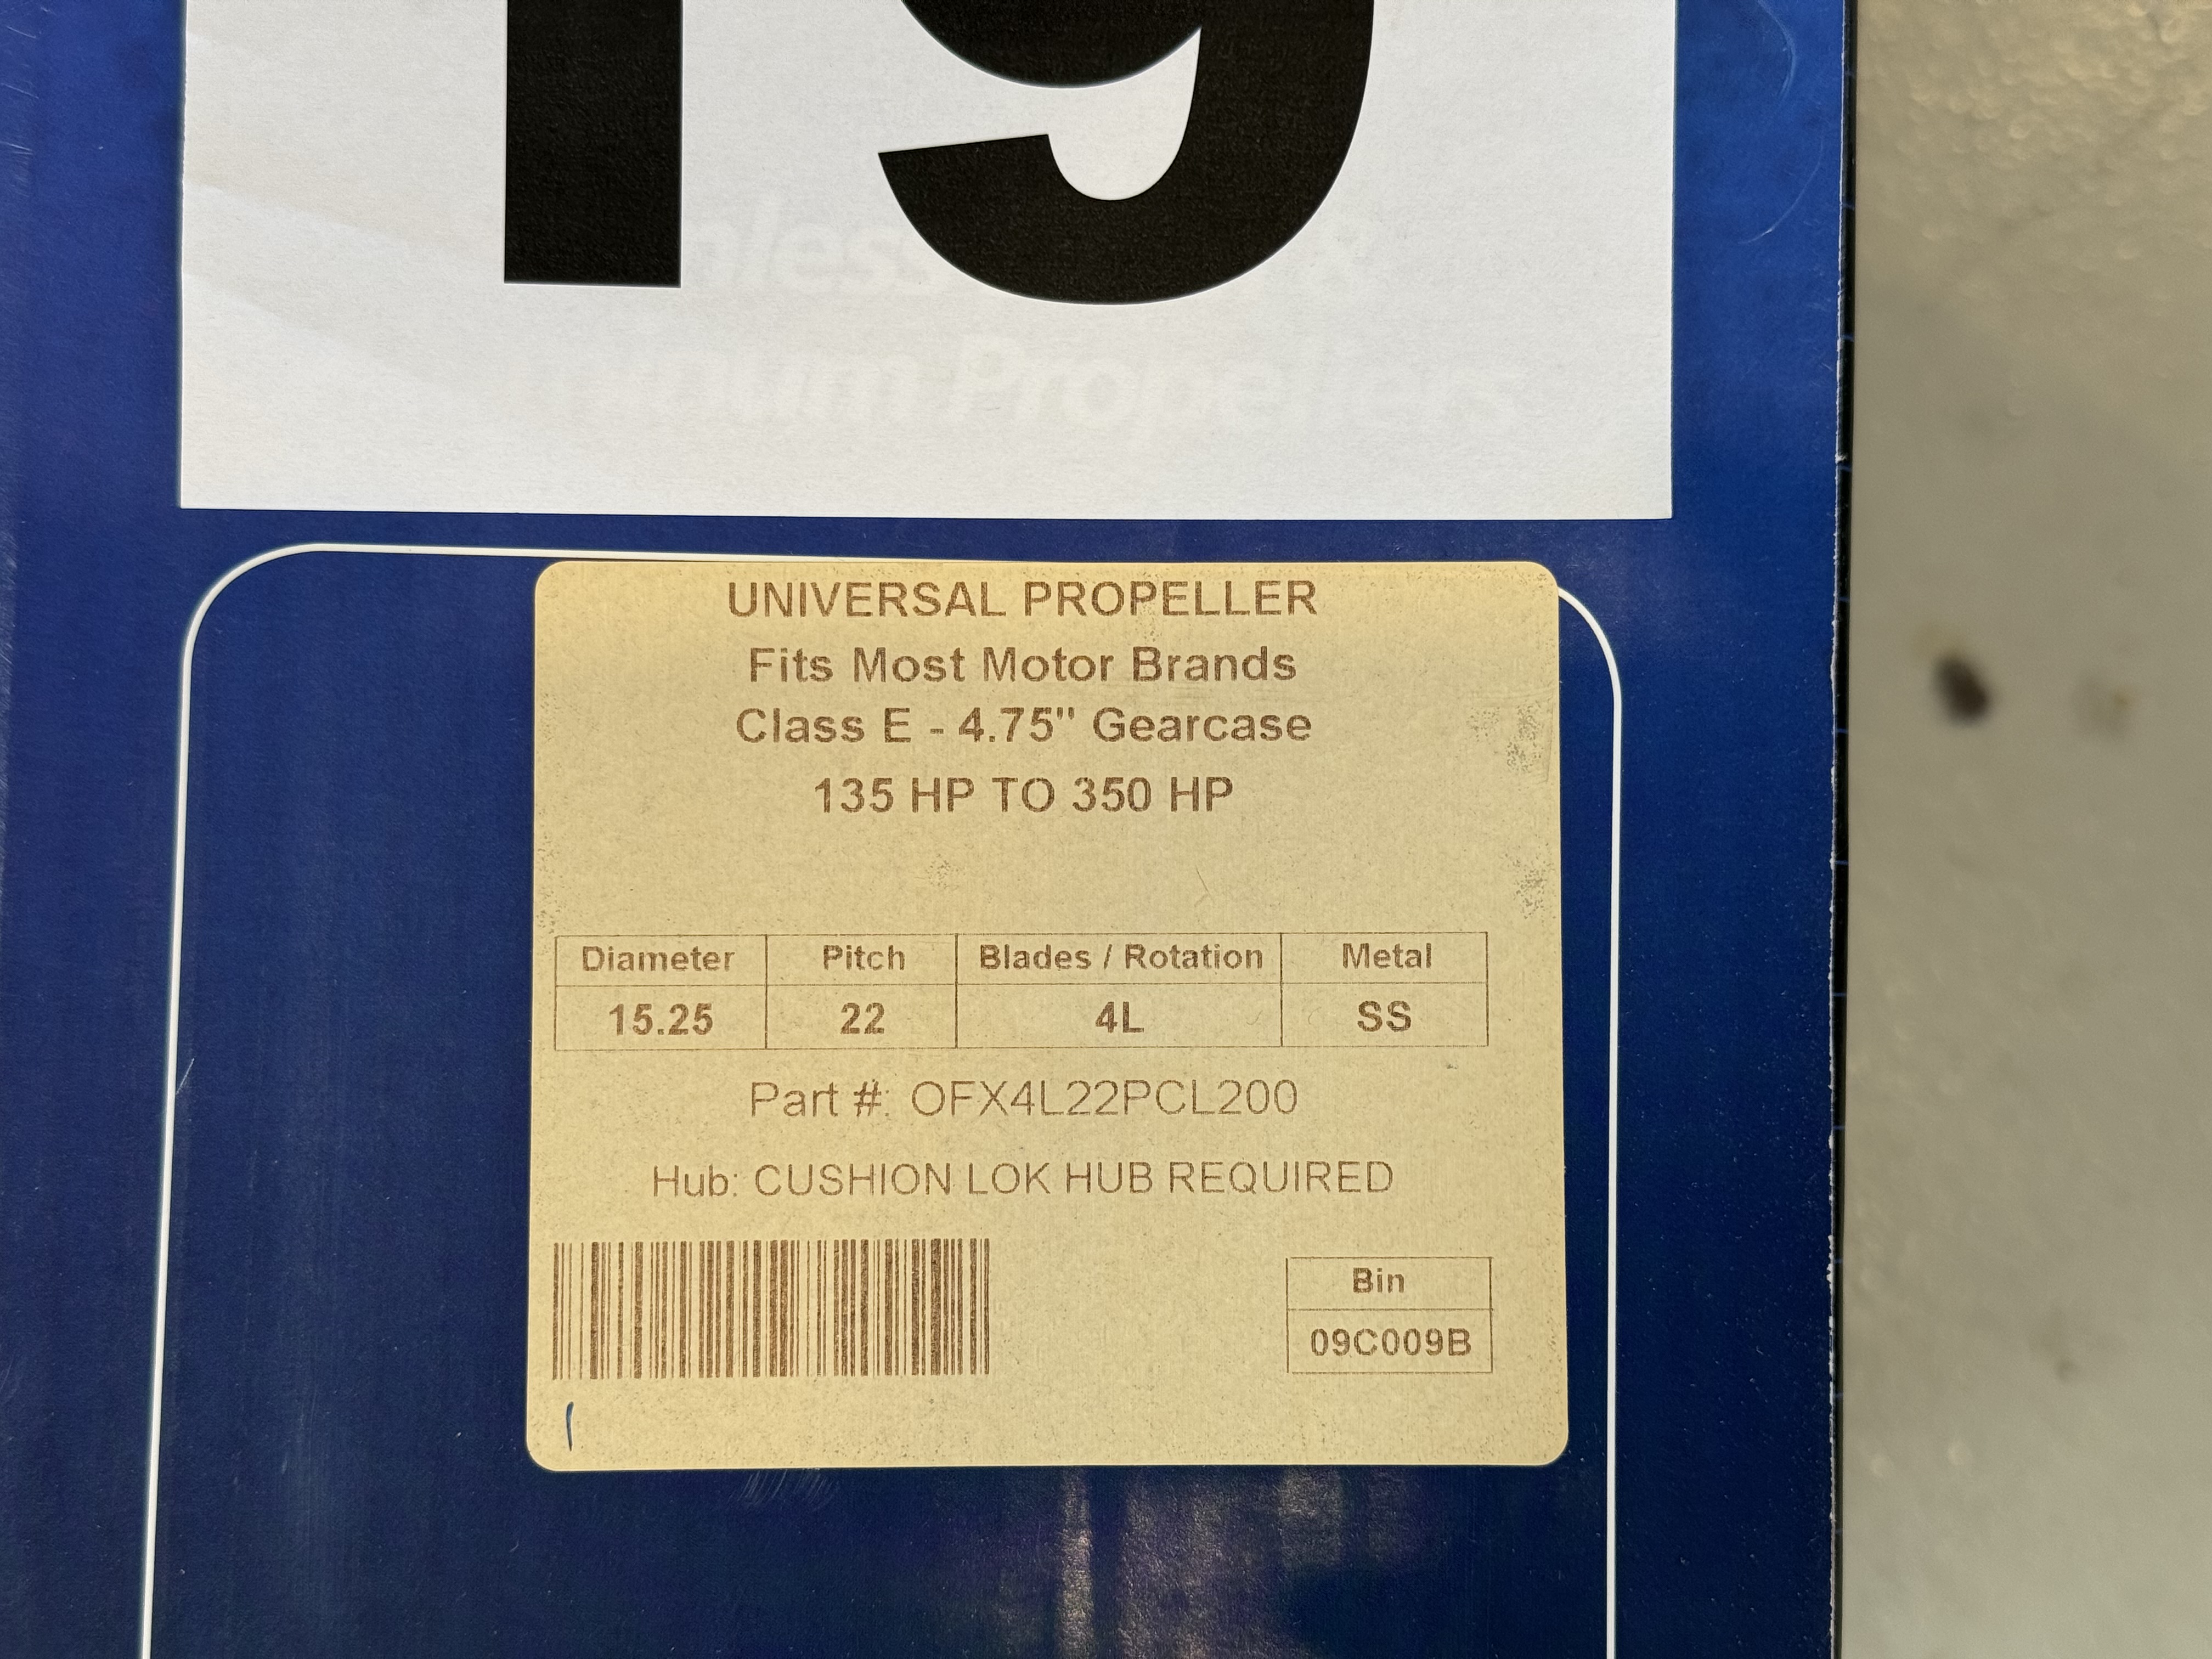 19
UNIVERSAL PROPELLER
Fits Most Motor Brands
Class E - 4.75" Gearcase
135 HP TO 350 HP
Diameter Pitch Blades / Rotation Metal
15.25 22 4L SS
Part #: OFX4L22PCL200
Hub: CUSHION LOK HUB REQUIRED
Bin
09C009B